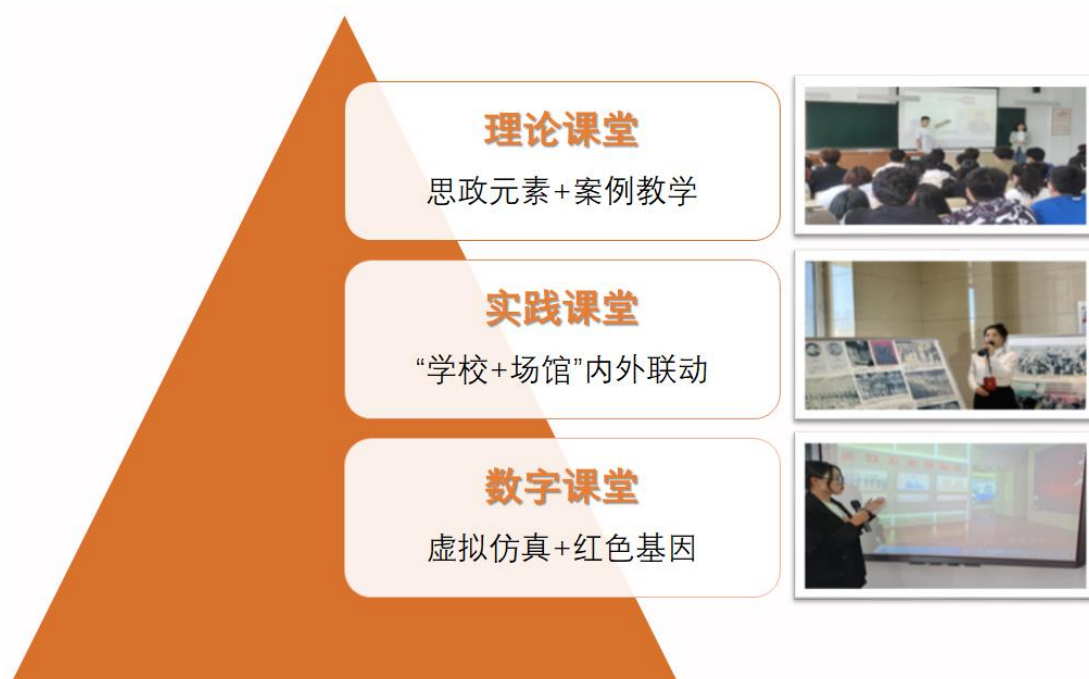 理论课堂
思政元素+案例教学
实践课堂
“学校+场馆”内外联动
数字课堂
虚拟仿真+红色基因